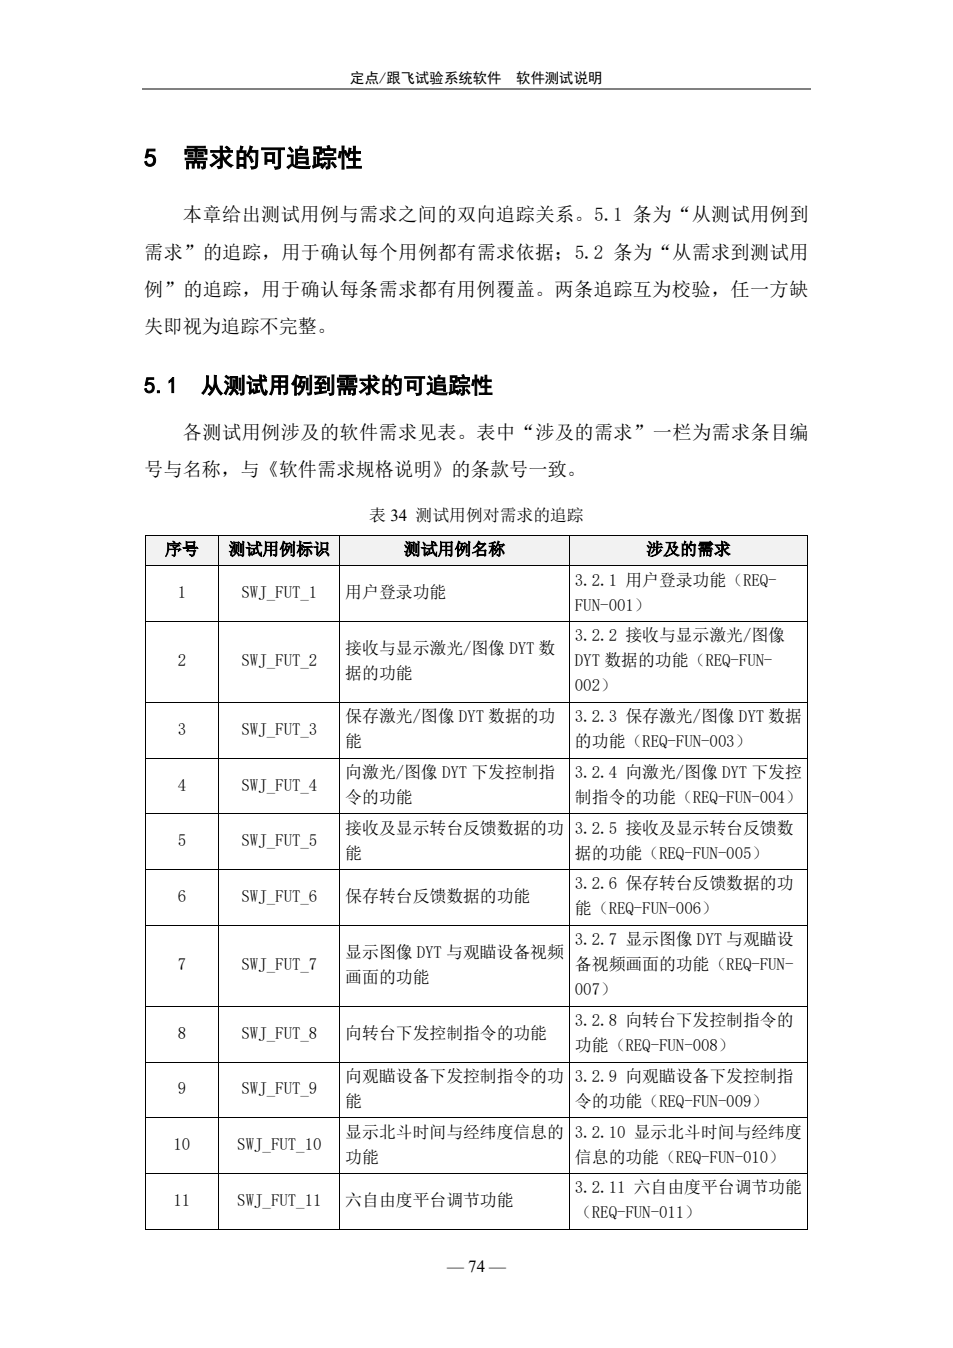 定点/跟飞试验系统软件　软件测试说明
5　需求的可追踪性
本章给出测试用例与需求之间的双向追踪关系。5.1 条为“从测试用例到
需求”的追踪，用于确认每个用例都有需求依据；5.2 条为“从需求到测试用
例”的追踪，用于确认每条需求都有用例覆盖。两条追踪互为校验，任一方缺
失即视为追踪不完整。
5.1　从测试用例到需求的可追踪性
各测试用例涉及的软件需求见表。表中“涉及的需求”一栏为需求条目编
号与名称，与《软件需求规格说明》的条款号一致。
表 34 测试用例对需求的追踪
序号 测试用例标识 测试用例名称 涉及的需求
1 SWJ_FUT_1 用户登录功能
3.2.1 用户登录功能（REQ-
FUN-001）
2 SWJ_FUT_2
接收与显示激光/图像 DYT 数
据的功能
3.2.2 接收与显示激光/图像
DYT 数据的功能（REQ-FUN-
002）
3 SWJ_FUT_3
保存激光/图像 DYT 数据的功
能
3.2.3 保存激光/图像 DYT 数据
的功能（REQ-FUN-003）
4 SWJ_FUT_4
向激光/图像 DYT 下发控制指
令的功能
3.2.4 向激光/图像 DYT 下发控
制指令的功能（REQ-FUN-004）
5 SWJ_FUT_5
接收及显示转台反馈数据的功
能
3.2.5 接收及显示转台反馈数
据的功能（REQ-FUN-005）
6 SWJ_FUT_6 保存转台反馈数据的功能
3.2.6 保存转台反馈数据的功
能（REQ-FUN-006）
7 SWJ_FUT_7
显示图像 DYT 与观瞄设备视频
画面的功能
3.2.7 显示图像 DYT 与观瞄设
备视频画面的功能（REQ-FUN-
007）
8 SWJ_FUT_8 向转台下发控制指令的功能
3.2.8 向转台下发控制指令的
功能（REQ-FUN-008）
9 SWJ_FUT_9
向观瞄设备下发控制指令的功
能
3.2.9 向观瞄设备下发控制指
令的功能（REQ-FUN-009）
10 SWJ_FUT_10
显示北斗时间与经纬度信息的
功能
3.2.10 显示北斗时间与经纬度
信息的功能（REQ-FUN-010）
11 SWJ_FUT_11 六自由度平台调节功能
3.2.11 六自由度平台调节功能
（REQ-FUN-011）
— 74 —